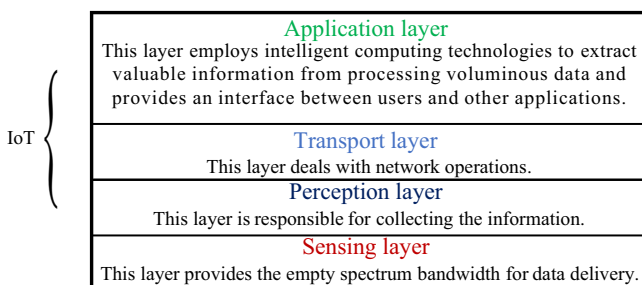 Application layer
This layer employs intelligent computing technologies to extract
valuable information from processing voluminous data and
provides an interface between users and other applications.
IoT
Transport layer
This layer deals with network operations.
Perception layer
This layer is responsible for collecting the information.
Sensing layer
This layer provides the empty spectrum bandwidth for data delivery.